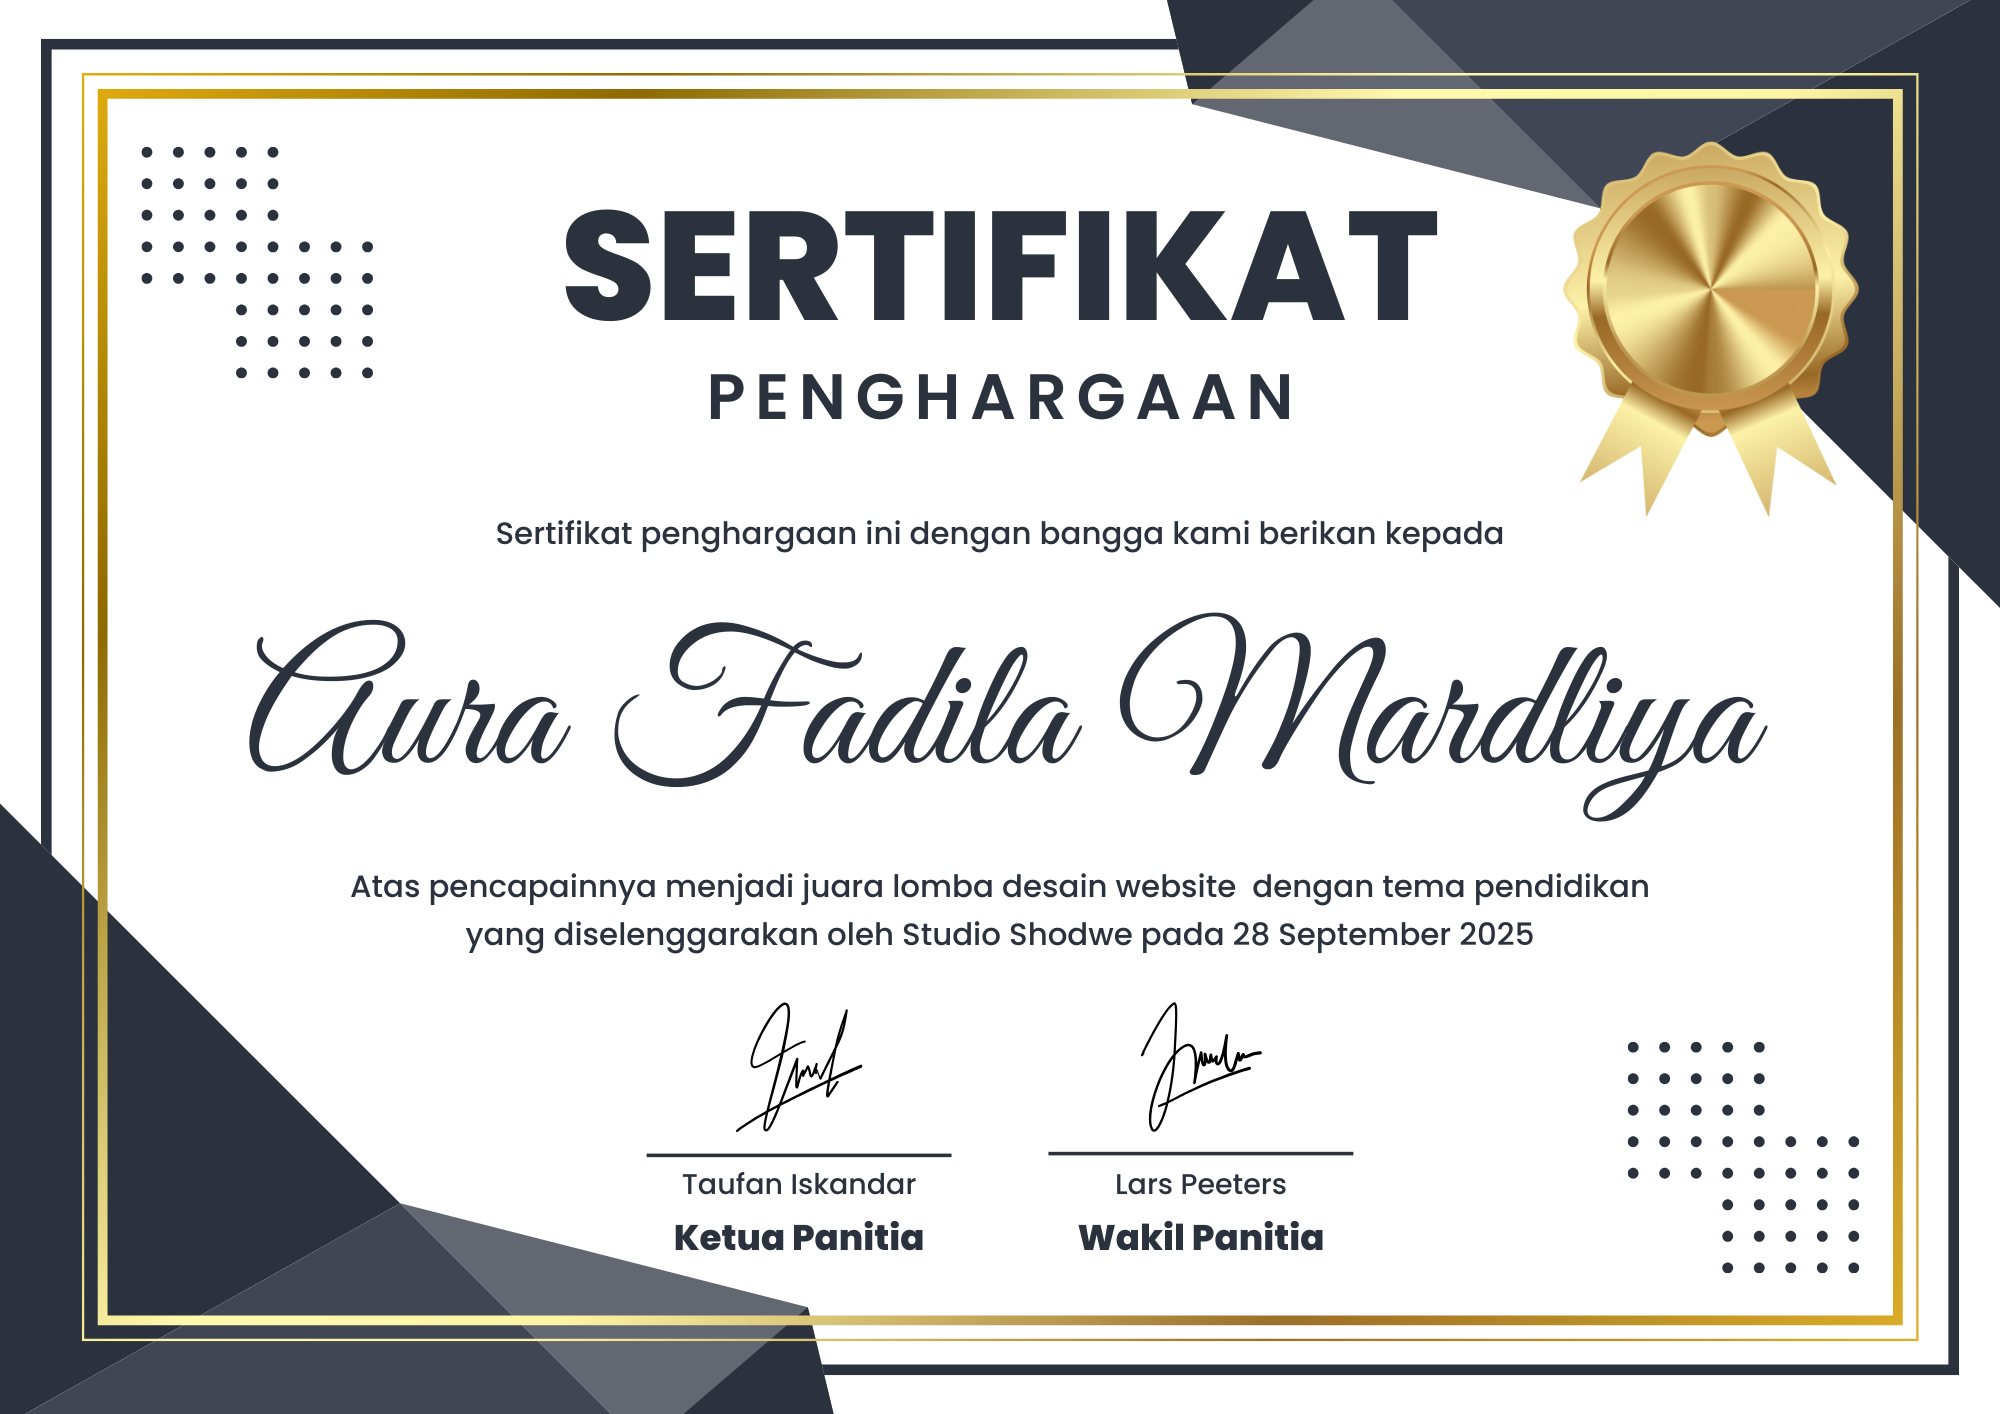 SERTIFIKAT
PENGHARGAAN
Sertifikat penghargaan ini dengan bangga kami berikan kepada
Aura Fadila Mardliya
Atas pencapainnya menjadi juara lomba desain website  dengan tema pendidikan
yang diselenggarakan oleh Studio Shodwe pada 28 September 2025
Taufan Iskandar
Ketua Panitia
Lars Peeters
Wakil Panitia